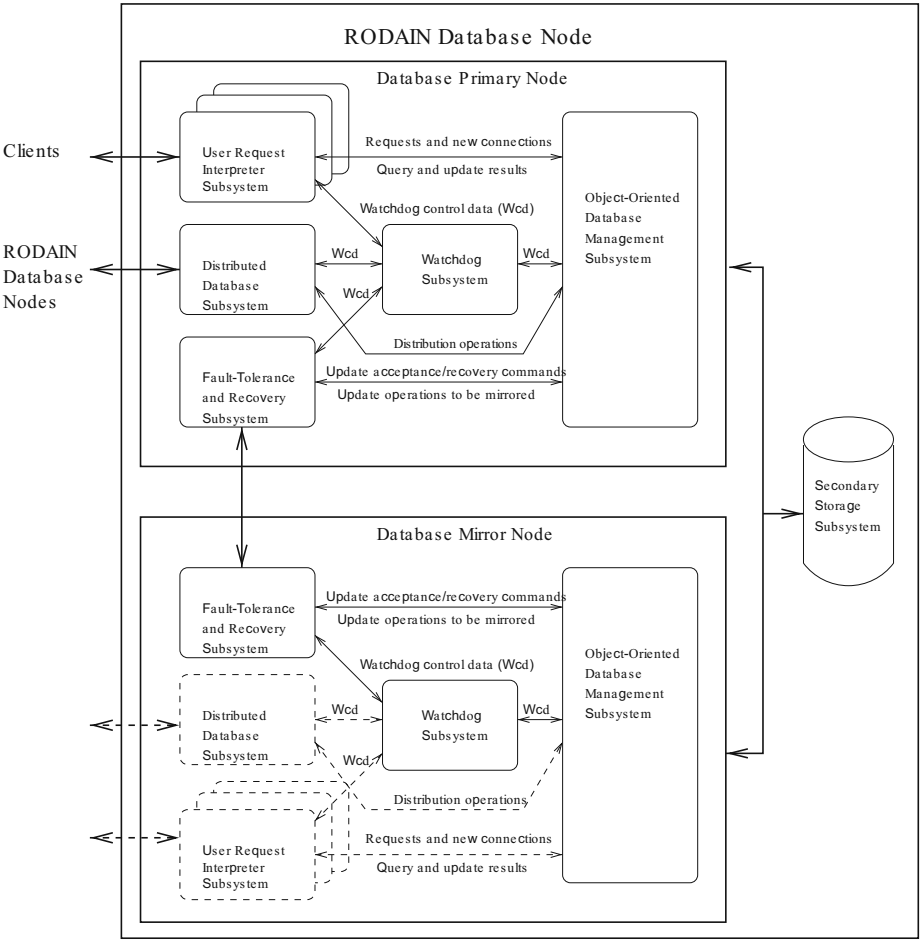 RODAIN Database Node
Database Primary Node
Clients
User Request
Interpreter
Subsystem
Requests and new connections
Query and update results
Object-Oriented
Database
Management
Subsystem
Watchdog control data (Wcd)
RODAIN
Database
Nodes
Distributed
Database
Subsystem
Wcd
Watchdog
Subsystem
Wcd
Wcd
Distribution operations
Fault-Tolerance
and Recovery
Subsystem
Update acceptance/recovery commands
Update operations to be mirrored
Secondary
Storage
Subsystem
Database Mirror Node
Fault-Tolerance
and Recovery
Subsystem
Update acceptance/recovery commands
Update operations to be mirrored
Object-Oriented
Database
Management
Subsystem
Watchdog control data (Wcd)
Distributed
Database
Subsystem
Wcd
Watchdog
Subsystem
Wcd
Wcd
Distribution operations
User Request
Interpreter
Subsystem
Requests and new connections
Query and update results